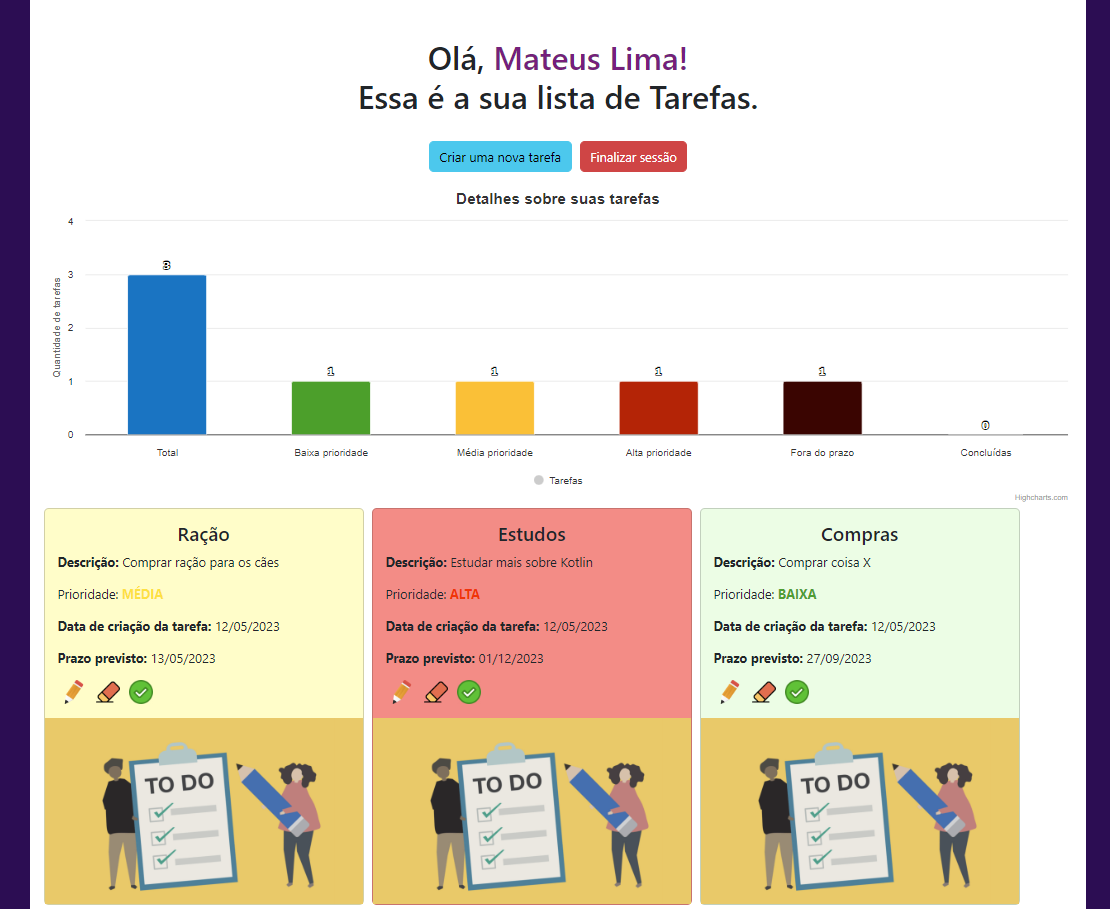 Olá, Mateus Lima!
Essa é a sua lista de Tarefas.
Criar uma nova tarefa
Finalizar sessão
Detalhes sobre suas tarefas
Quantidade de tarefas
4
3
2
1
0
3
1
1
1
1
0
Total
Baixa prioridade
Média prioridade
Alta prioridade
Fora do prazo
Concluídas
Tarefas
Highcharts.com
Ração
Descrição: Comprar ração para os cães
Prioridade: MÉDIA
Data de criação da tarefa: 12/05/2023
Prazo previsto: 13/05/2023
TO DO
Estudos
Descrição: Estudar mais sobre Kotlin
Prioridade: ALTA
Data de criação da tarefa: 12/05/2023
Prazo previsto: 01/12/2023
TO DO
Compras
Descrição: Comprar coisa X
Prioridade: BAIXA
Data de criação da tarefa: 12/05/2023
Prazo previsto: 27/09/2023
TO DO